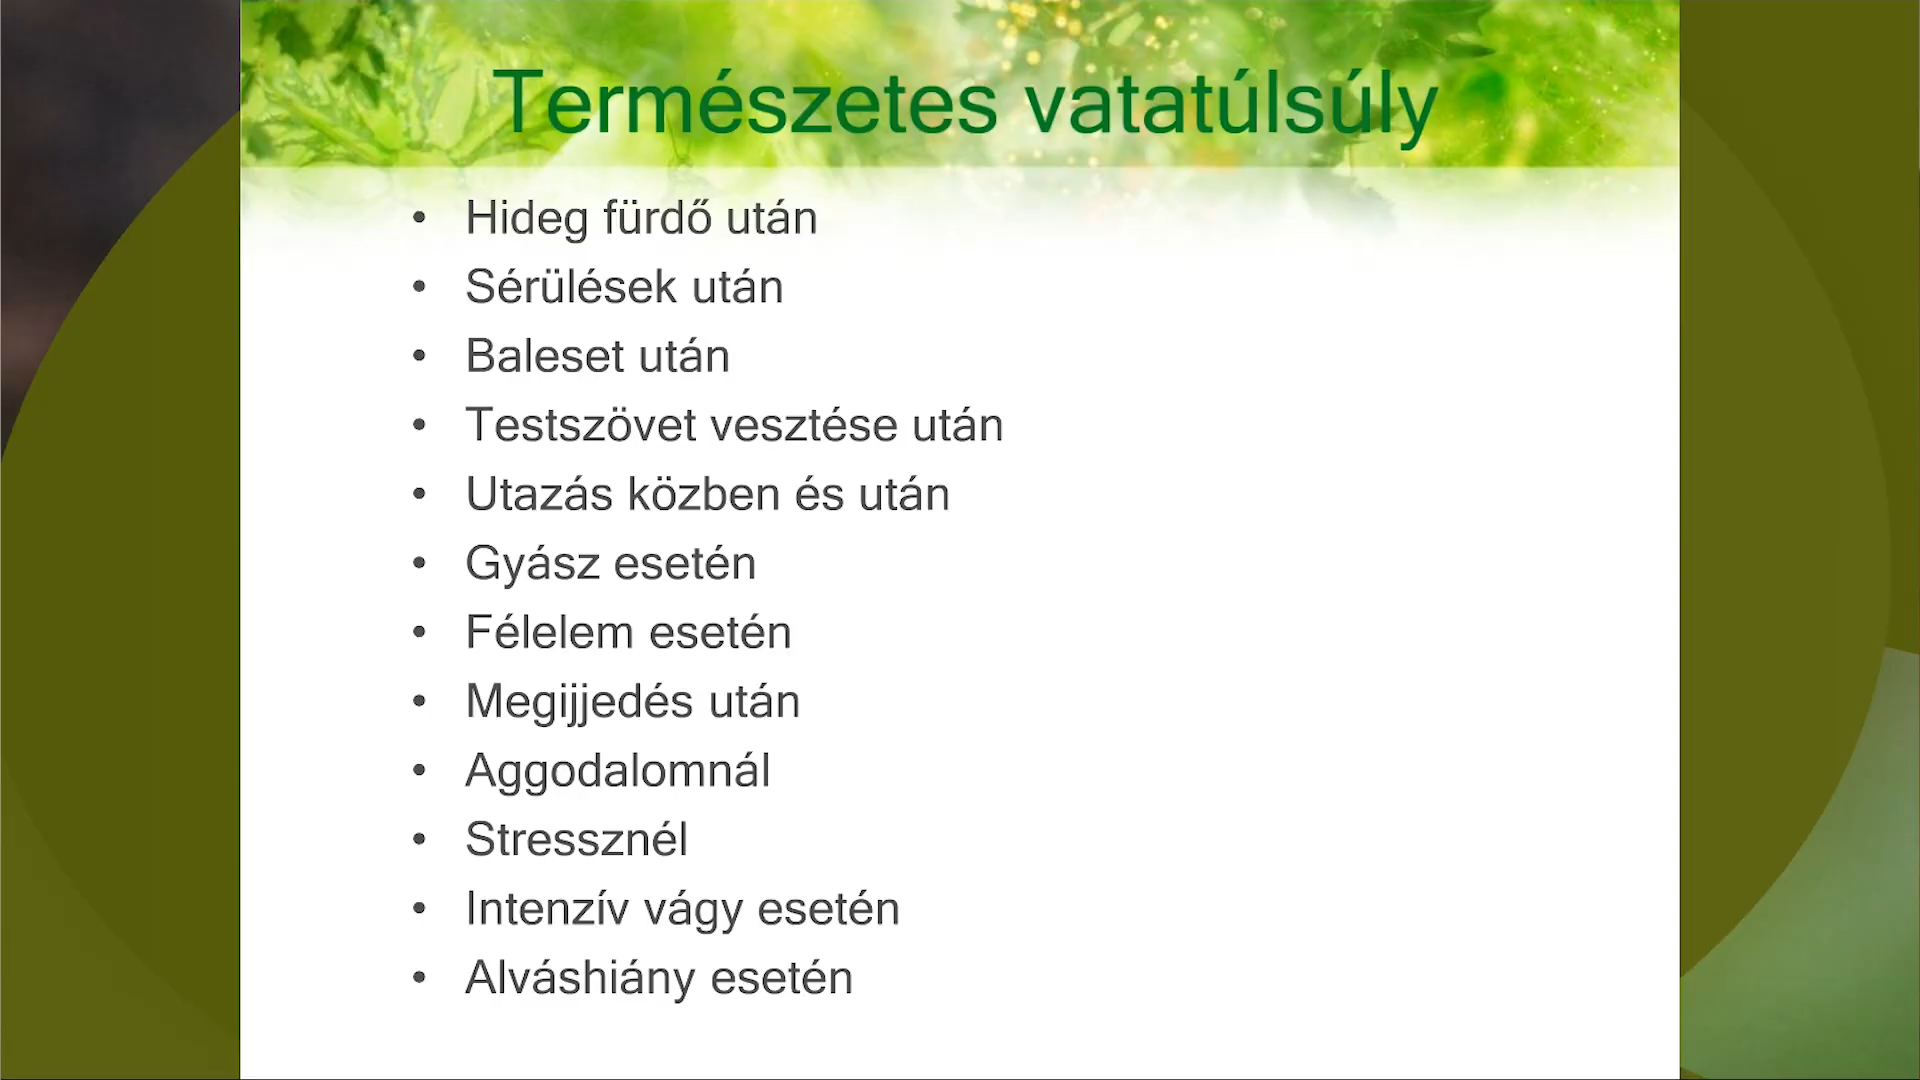 Természetes vatatúlsúly
• Hideg fürdő után
• Sérülések után
• Baleset után
• Testszövet vesztése után
• Utazás közben és után
• Gyász esetén
• Félelem esetén
• Megijjedés után
• Aggodalomnál
• Stressznél
• Intenzív vágy esetén
• Alváshiány esetén